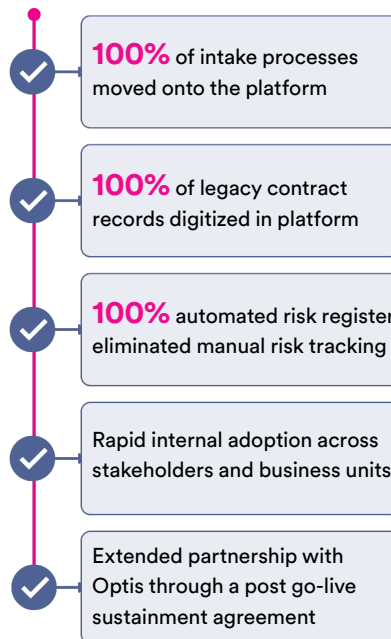 100% of intake processes
moved onto the platform
100% of legacy contract
records digitized in platform
100% automated risk register
eliminated manual risk tracking
Rapid internal adoption across
stakeholders and business units
Extended partnership with
Optis through a post go-live
sustainment agreement